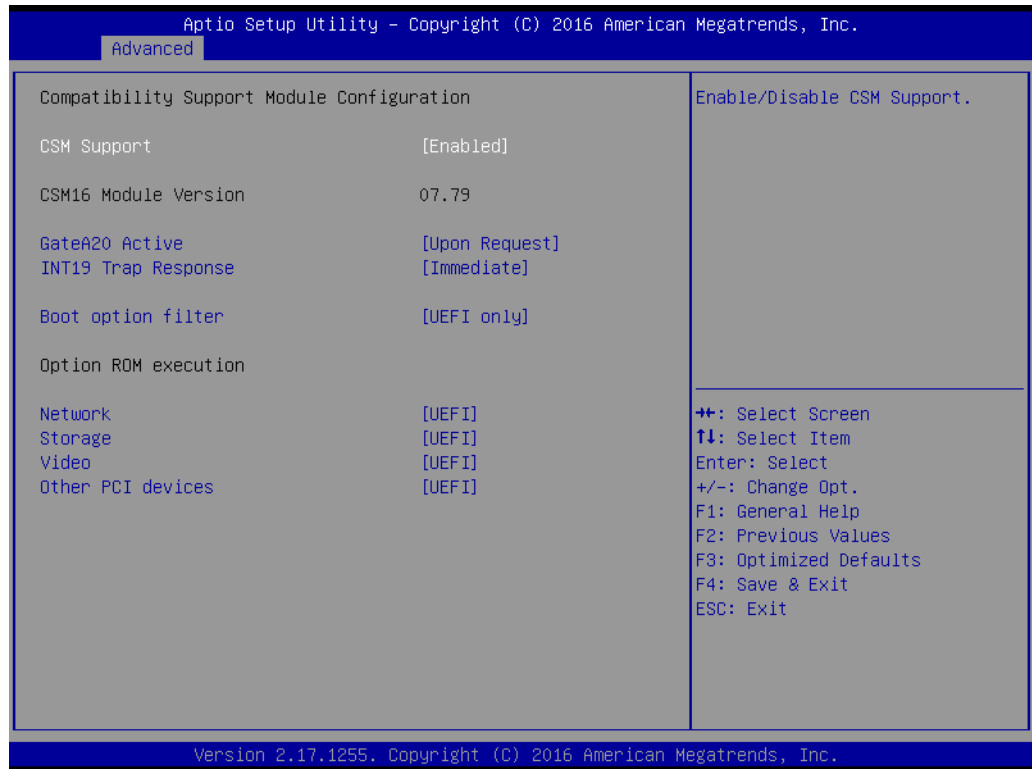 Aptio Setup Utility – Copyright (C) 2016 American Megatrends, Inc.
Advanced
Compatibility Support Module Configuration
CSM Support [Enabled]
CSM16 Module Version 07.79
GateA20 Active [Upon Request]
INT19 Trap Response [Immediate]
Boot option filter [UEFI only]
Option ROM execution
Network [UEFI]
Storage [UEFI]
Video [UEFI]
Other PCI devices [UEFI]
Enable/Disable CSM Support.
→←: Select Screen
↑↓: Select Item
Enter: Select
+/-: Change Opt.
F1: General Help
F2: Previous Values
F3: Optimized Defaults
F4: Save & Exit
ESC: Exit
Version 2.17.1255. Copyright (C) 2016 American Megatrends, Inc.